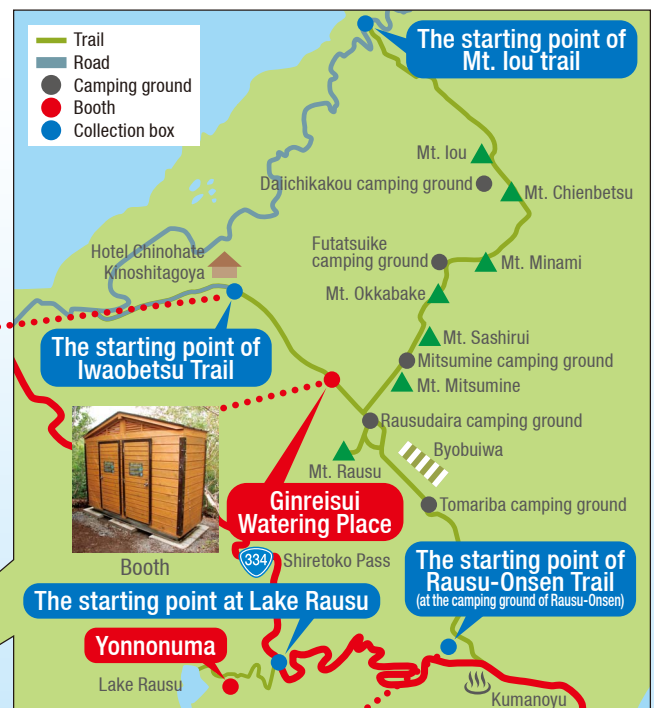 Trail
Road
Camping ground
Booth
Collection box
The starting point of
Mt. Iou trail
Mt. Iou
Daiichikakou camping ground
Mt. Chienbetsu
Hotel Chinohate
Kinoshitagoya
Futatsuike
camping ground
Mt. Minami
Mt. Okkabake
The starting point of
Iwaobetsu Trail
Mt. Sashirui
Mitsumine camping ground
Mt. Mitsumine
Rausudaira camping ground
Byobuiwa
Mt. Rausu
Ginreisui
Watering Place
Tomariba camping ground
Booth
334
Shiretoko Pass
The starting point of
Rausu-Onsen Trail
(at the camping ground of Rausu-Onsen)
The starting point at Lake Rausu
Yonnonuma
Lake Rausu
Kumanoyu